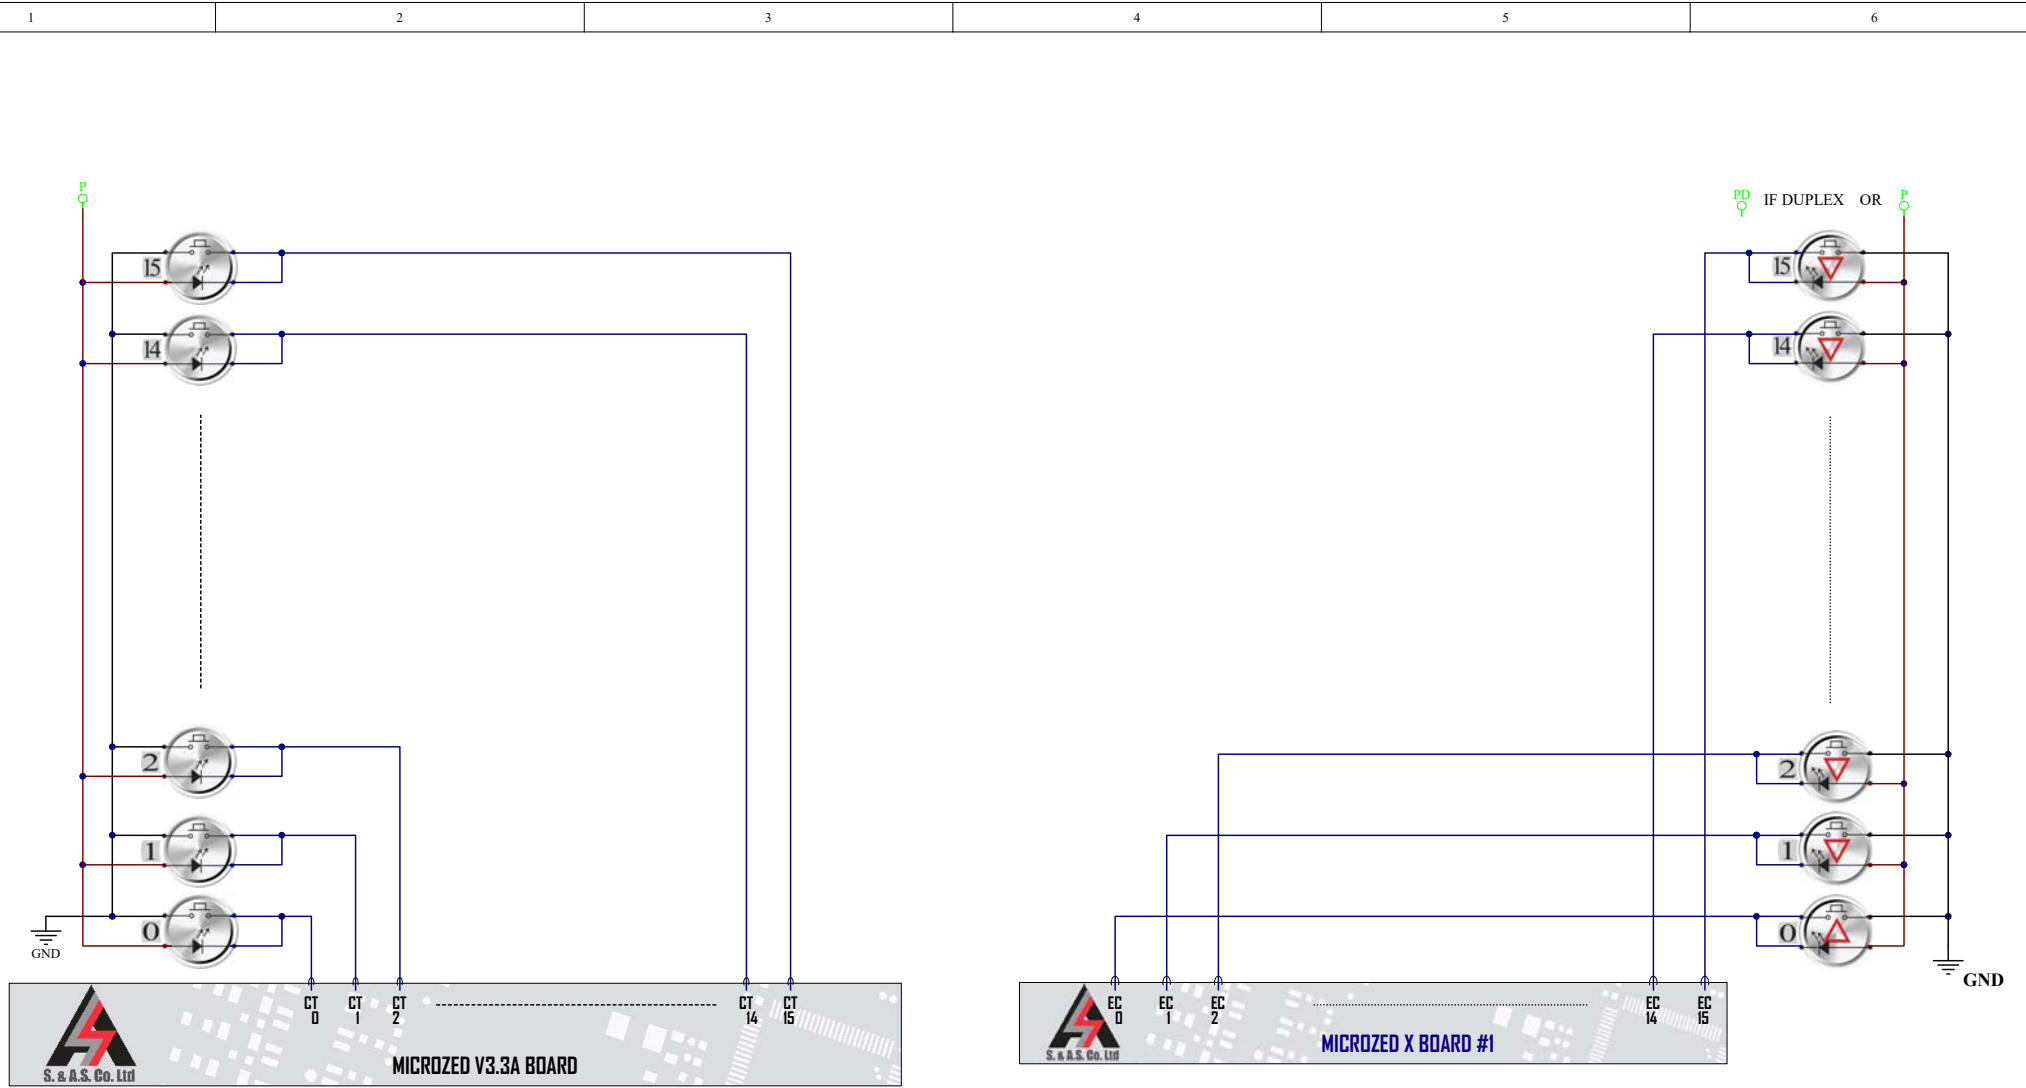 1 2 3 4 5 6
P
PD IF DUPLEX OR P
15
14
2
1
0
GND
15
14
2
1
0
GND
CT 0 CT 1 CT 2 CT 14 CT 15
MICROZED V3.3A BOARD
S. & A.S. Co. Ltd
EC 0 EC 1 EC 2 EC 14 EC 15
MICROZED X BOARD #1
S. & A.S. Co. Ltd